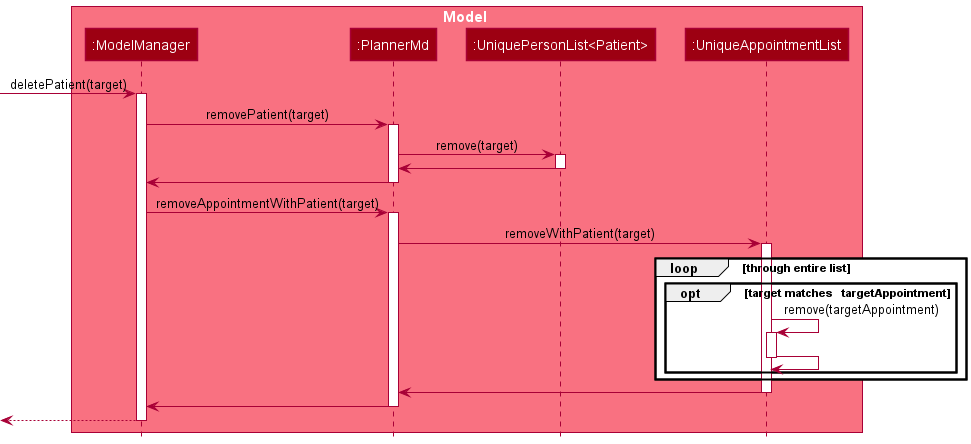 Model
:ModelManager
:PlannerMd
:UniquePersonList<Patient>
:UniqueAppointmentList
deletePatient(target)
removePatient(target)
remove(target)
removeAppointmentWithPatient(target)
removeWithPatient(target)
loop [through entire list]
opt [target matches targetAppointment]
remove(targetAppointment)